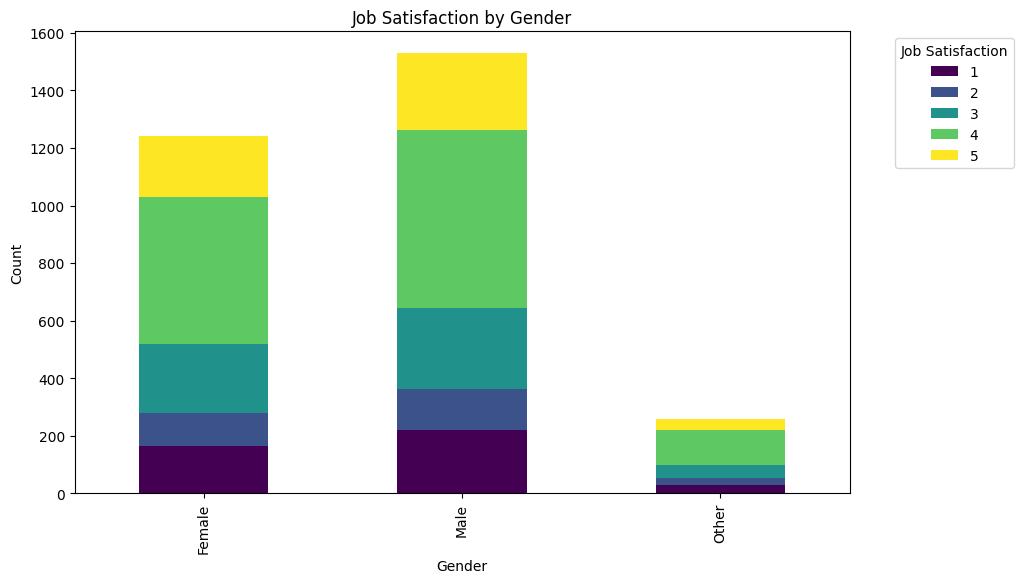 Job Satisfaction by Gender
1600
1400
1200
1000
800
600
400
200
0
Count
Female
Male
Other
Gender
Job Satisfaction
1
2
3
4
5